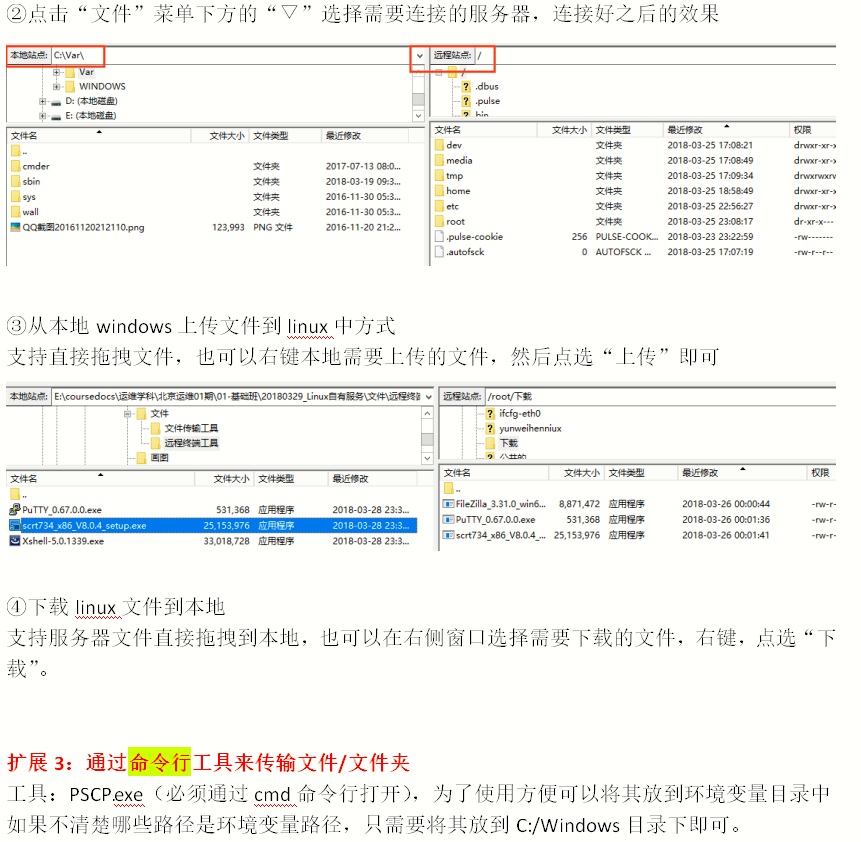 ②点击“文件”菜单下方的“▽”选择需要连接的服务器，连接好之后的效果
本地站点: C:\Var\
Var
WINDOWS
D: (本地磁盘)
E: (本地磁盘)
文件名 文件大小 文件类型 最近修改
..
cmder 文件夹 2017-07-13 08:0...
sbin 文件夹 2018-03-19 09:3...
sys 文件夹 2016-11-30 05:3...
wall 文件夹 2016-11-30 05:3...
QQ截图20161120212110.png 123,993 PNG 文件 2016-11-20 21:2...
远程站点: /
/
.dbus
.pulse
bin
文件名 文件大小 文件类型 最近修改 权限
dev 文件夹 2018-03-25 17:08:21 drwxr-xr-x
media 文件夹 2018-03-25 17:08:49 drwxr-xr-x
tmp 文件夹 2018-03-25 17:09:34 drwxrwxrw
home 文件夹 2018-03-25 18:58:49 drwxr-xr-x
etc 文件夹 2018-03-25 22:56:27 drwxr-xr-x
root 文件夹 2018-03-25 23:08:17 dr-xr-x---
.pulse-cookie 256 PULSE-COOK... 2018-03-23 23:22:59 -rw-------
.autofsck 0 AUTOFSCK ... 2018-03-25 17:07:19 -rw-r--r--
③从本地 windows 上传文件到 linux 中方式
支持直接拖拽文件，也可以右键本地需要上传的文件，然后点选“上传”即可
本地站点: E:\coursedocs\运维学科\北京运维01期\01-基础班\20180329_Linux自有服务\文件\远程终端
文件
文件传输工具
远程终端工具
画图
文件名 文件大小 文件类型 最近修改
..
PuTTY_0.67.0.0.exe 531,368 应用程序 2018-03-28 23:3...
scrt734_x86_V8.0.4_setup.exe 25,153,976 应用程序 2018-03-28 23:3...
Xshell-5.0.1339.exe 33,018,728 应用程序 2018-03-28 23:3...
远程站点: /root/下载
ifcfg-eth0
yunweihenniux
下载
公共的
文件名 文件大小 文件类型 最近修改 权限
..
FileZilla_3.31.0_win6... 8,871,472 应用程序 2018-03-26 00:00:44 -rw-r-
PuTTY_0.67.0.0.exe 531,368 应用程序 2018-03-26 00:01:36 -rw-r-
scrt734_x86_V8.0.4_... 25,153,976 应用程序 2018-03-26 00:01:41 -rw-r-
④下载 linux 文件到本地
支持服务器文件直接拖拽到本地，也可以在右侧窗口选择需要下载的文件，右键，点选“下
载”。
扩展 3：通过命令行工具来传输文件/文件夹
工具：PSCP.exe（必须通过 cmd 命令行打开），为了使用方便可以将其放到环境变量目录中
如果不清楚哪些路径是环境变量路径，只需要将其放到 C:/Windows 目录下即可。